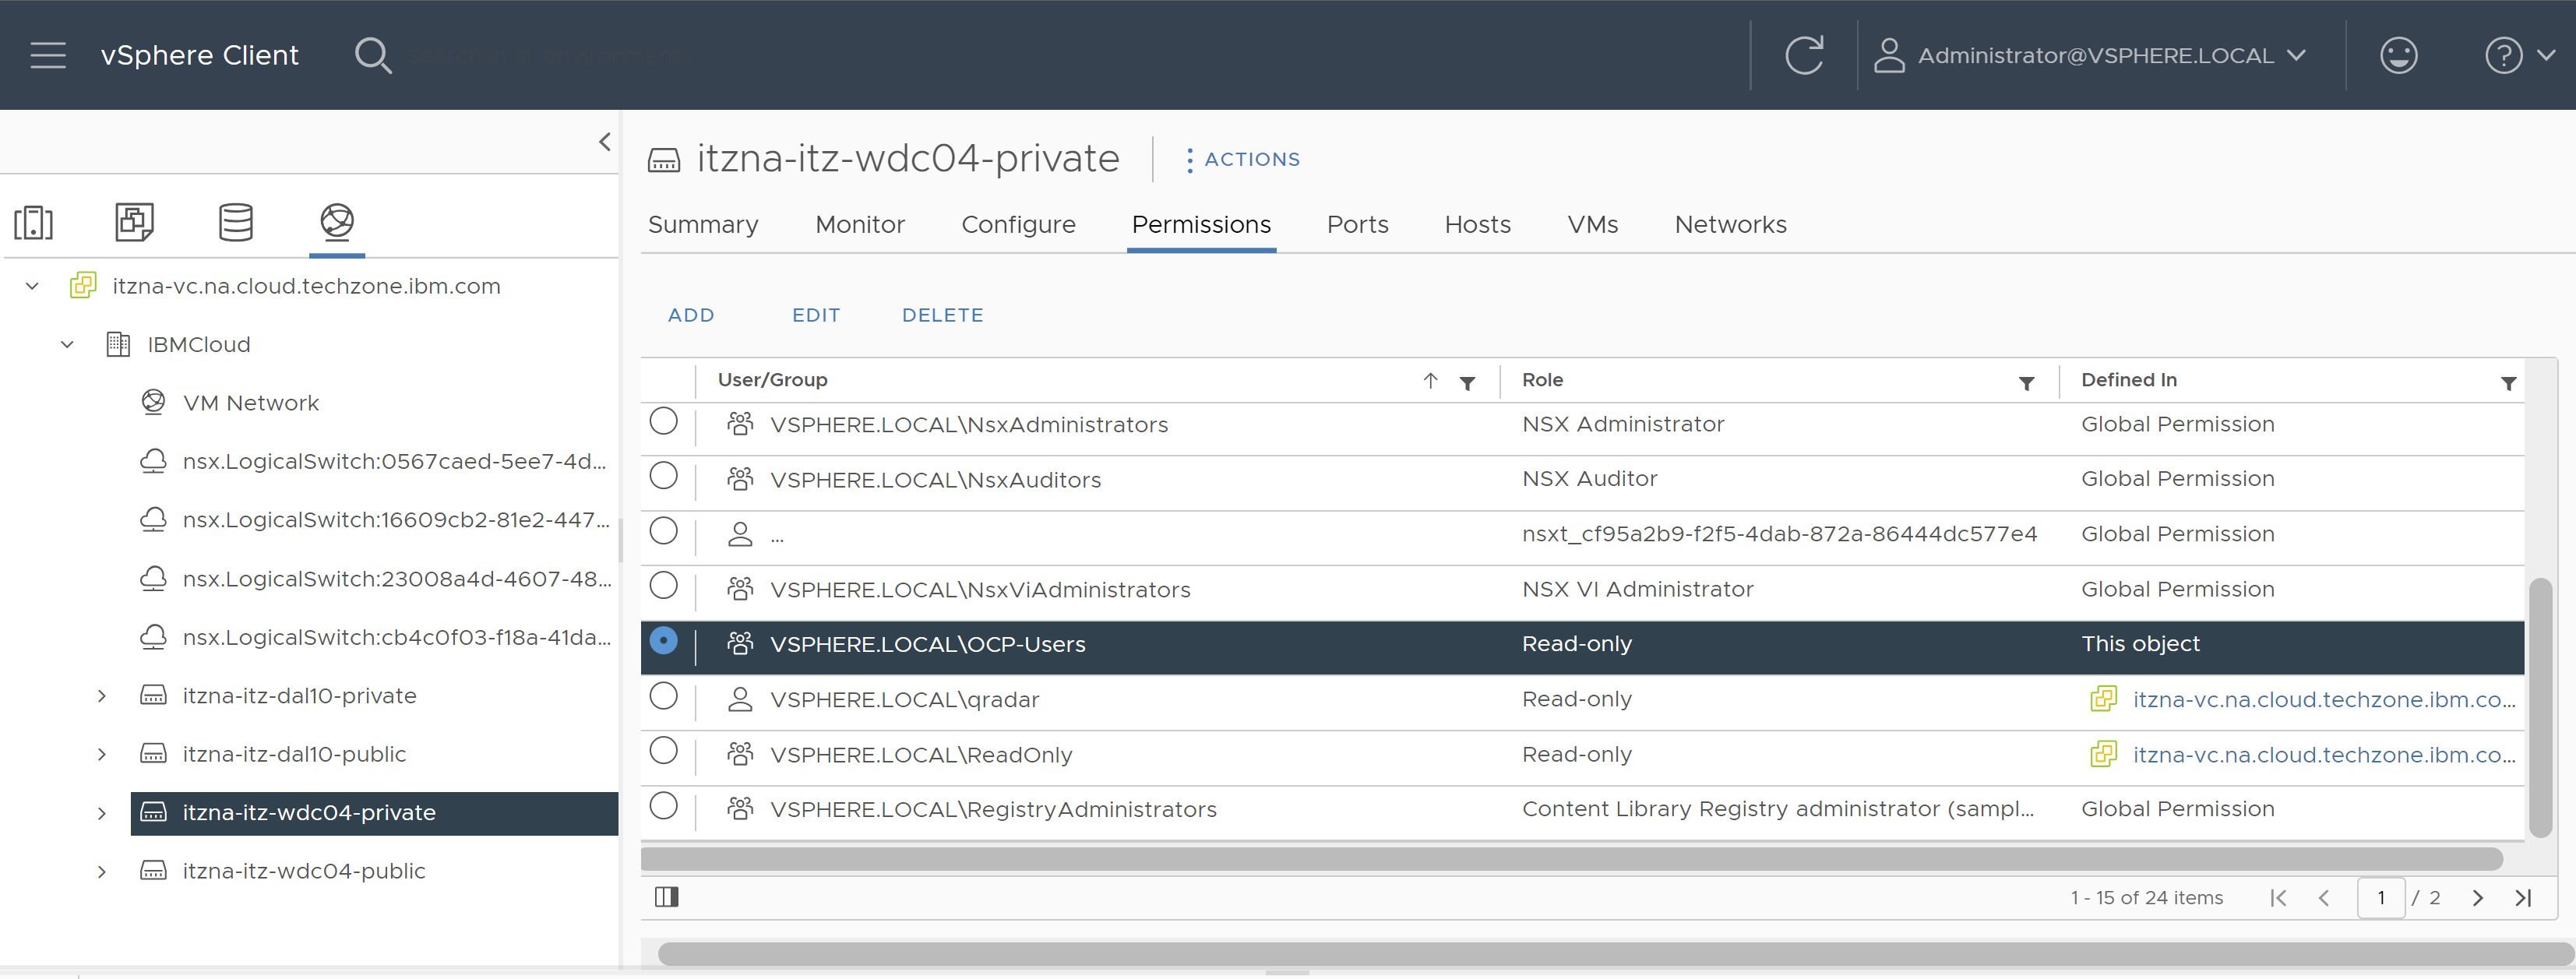 vSphere Client
Administrator@VSPHERE.LOCAL
itzna-itz-wdc04-private
ACTIONS
Summary Monitor Configure Permissions Ports Hosts VMs Networks
itzna-vc.na.cloud.techzone.ibm.com
IBMCloud
VM Network
nsx.LogicalSwitch:0567caed-5ee7-4d...
nsx.LogicalSwitch:16609cb2-81e2-447...
nsx.LogicalSwitch:23008a4d-4607-48...
nsx.LogicalSwitch:cb4c0f03-f18a-41da...
itzna-itz-dal10-private
itzna-itz-dal10-public
itzna-itz-wdc04-private
itzna-itz-wdc04-public
ADD EDIT DELETE
User/Group Role Defined In
VSPHERE.LOCAL\NsxAdministrators NSX Administrator Global Permission
VSPHERE.LOCAL\NsxAuditors NSX Auditor Global Permission
... nsxt_cf95a2b9-f2f5-4dab-872a-86444dc577e4 Global Permission
VSPHERE.LOCAL\NsxViAdministrators NSX VI Administrator Global Permission
VSPHERE.LOCAL\OCP-Users Read-only This object
VSPHERE.LOCAL\qradar Read-only itzna-vc.na.cloud.techzone.ibm.co...
VSPHERE.LOCAL\ReadOnly Read-only itzna-vc.na.cloud.techzone.ibm.co...
VSPHERE.LOCAL\RegistryAdministrators Content Library Registry administrator (sampl... Global Permission
1 - 15 of 24 items 1 / 2